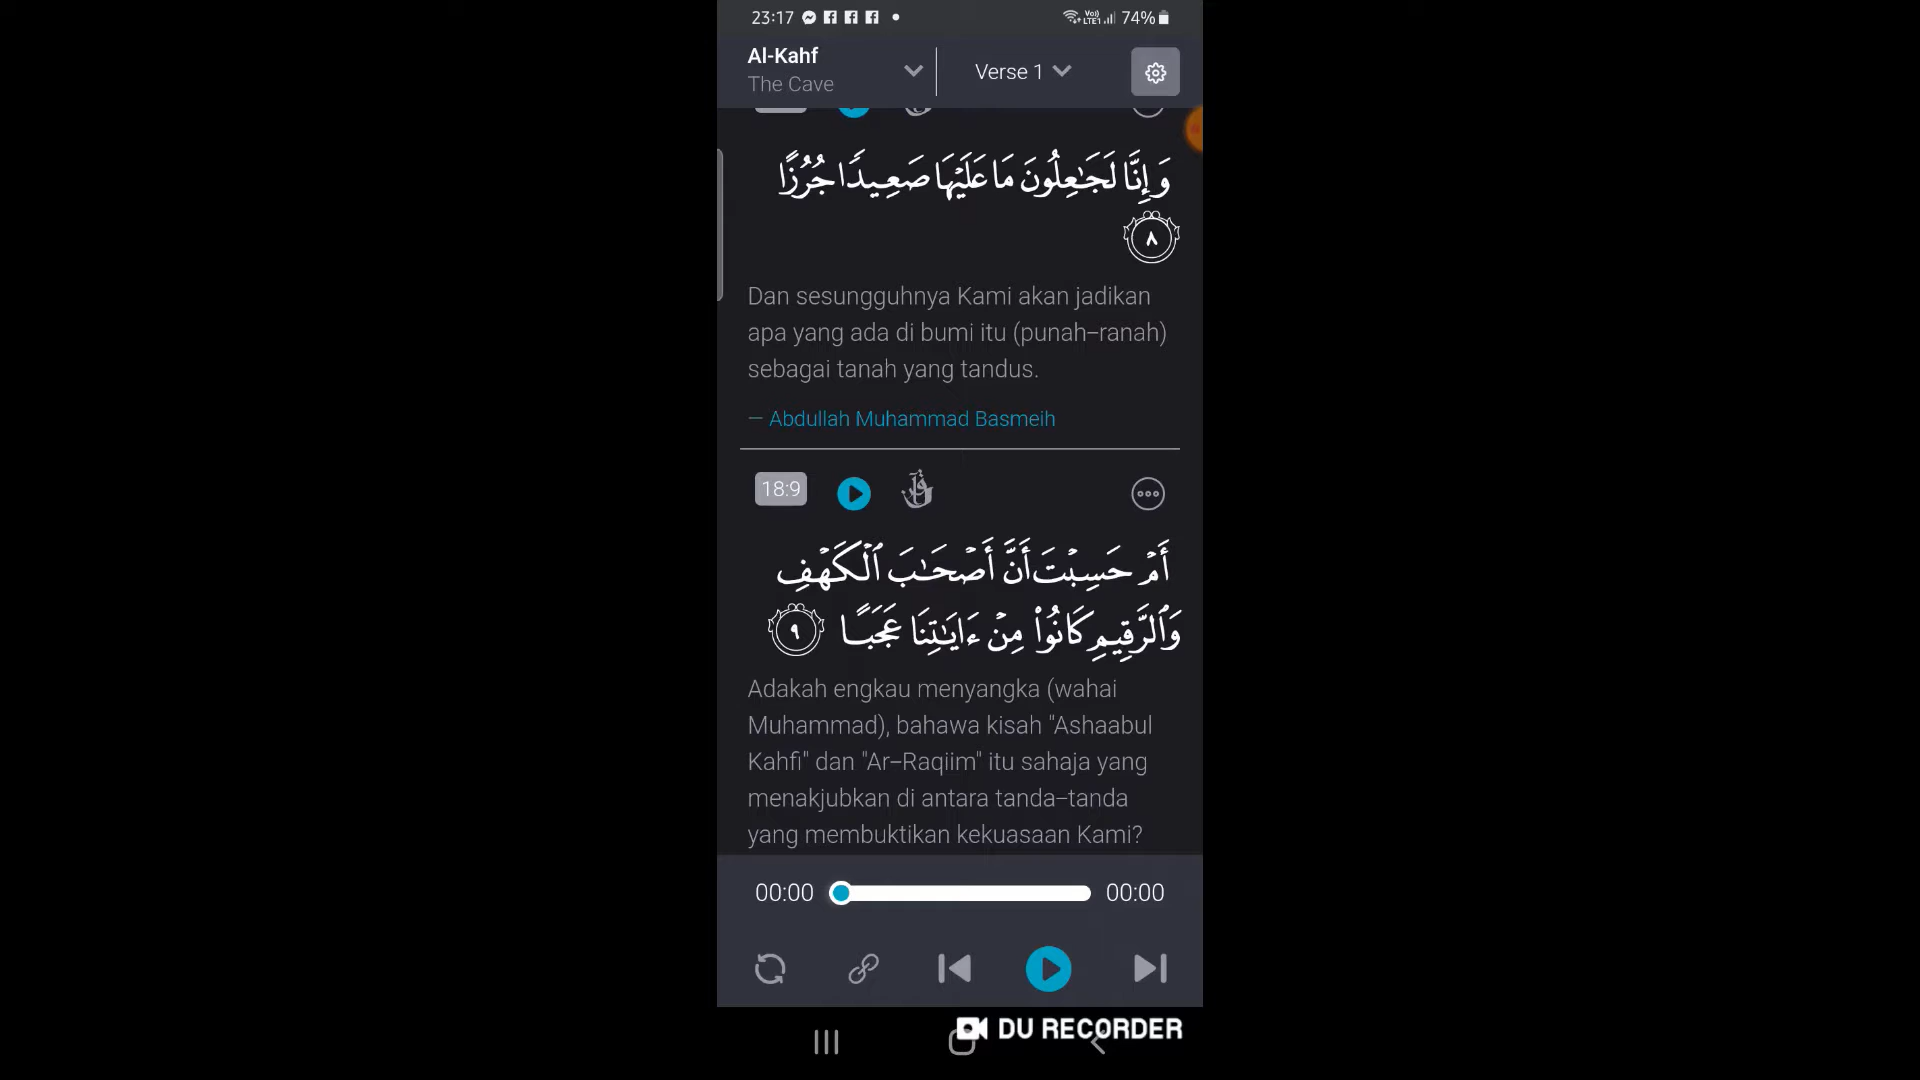 23:17
Vo) LTE1 74%
Al-Kahf
The Cave
Verse 1
وَإِنَّا لَجَـٰعِلُونَ مَا عَلَيْهَا صَعِيدًا جُرُزًا
٨
Dan sesungguhnya Kami akan jadikan
apa yang ada di bumi itu (punah-ranah)
sebagai tanah yang tandus.
— Abdullah Muhammad Basmeih
18:9
أَمْ حَسِبْتَ أَنَّ أَصْحَـٰبَ ٱلْكَهْفِ
وَٱلرَّقِيمِ كَانُوا۟ مِنْ ءَايَـٰتِنَا عَجَبًا ٩
Adakah engkau menyangka (wahai
Muhammad), bahawa kisah "Ashaabul
Kahfi" dan "Ar-Raqiim" itu sahaja yang
menakjubkan di antara tanda-tanda
yang membuktikan kekuasaan Kami?
00:00 00:00
DU RECORDER